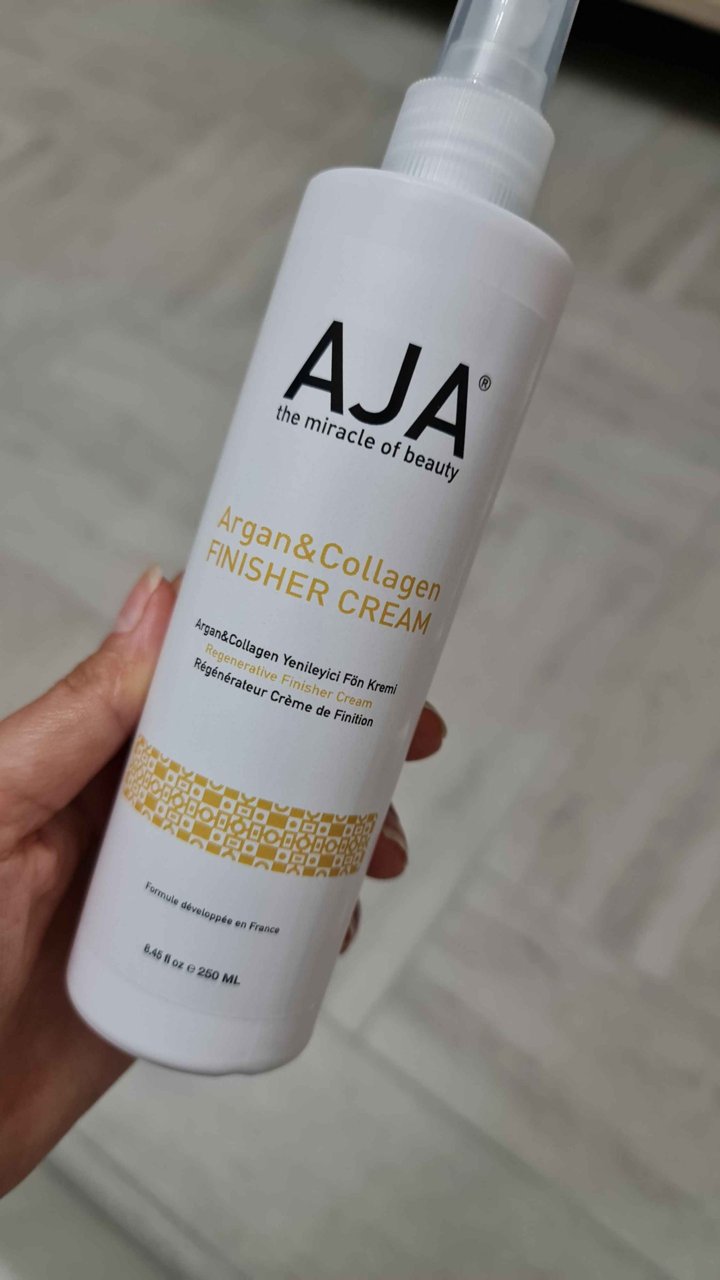 AJA®
the miracle of beauty
Argan&Collagen
FINISHER CREAM
Argan&Collagen Yenileyici Fön Kremi
Regenerative Finisher Cream
Régénérateur Crème de Finition
Formule développée en France
8.45 fl oz ℮ 250 ML